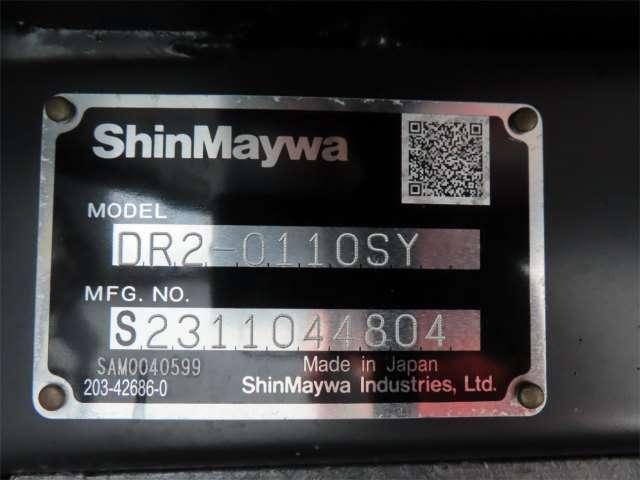 ShinMaywa
MODEL
DR2-0110SY
MFG. NO.
S2311044804
SAM0040599
Made in Japan
203-42686-0
ShinMaywa Industries, Ltd.